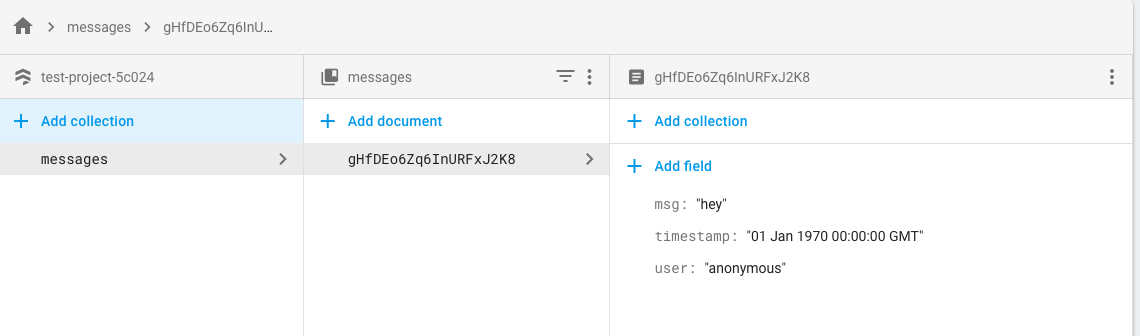 messages gHfDEo6Zq6InU...
test-project-5c024
messages
gHfDEo6Zq6InURFxJ2K8
Add collection
messages
Add document
gHfDEo6Zq6InURFxJ2K8
Add collection
Add field
msg: "hey"
timestamp: "01 Jan 1970 00:00:00 GMT"
user: "anonymous"